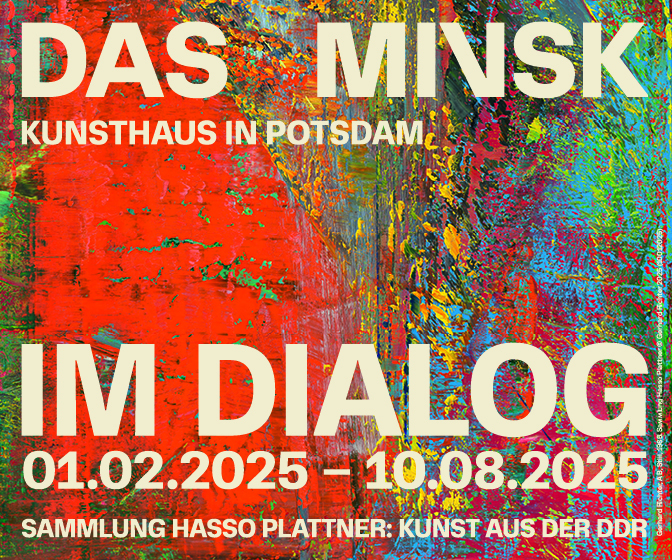 DAS MINSK
KUNSTHAUS IN POTSDAM
IM DIALOG
01.02.2025 – 10.08.2025
SAMMLUNG HASSO PLATTNER: KUNST AUS DER DDR